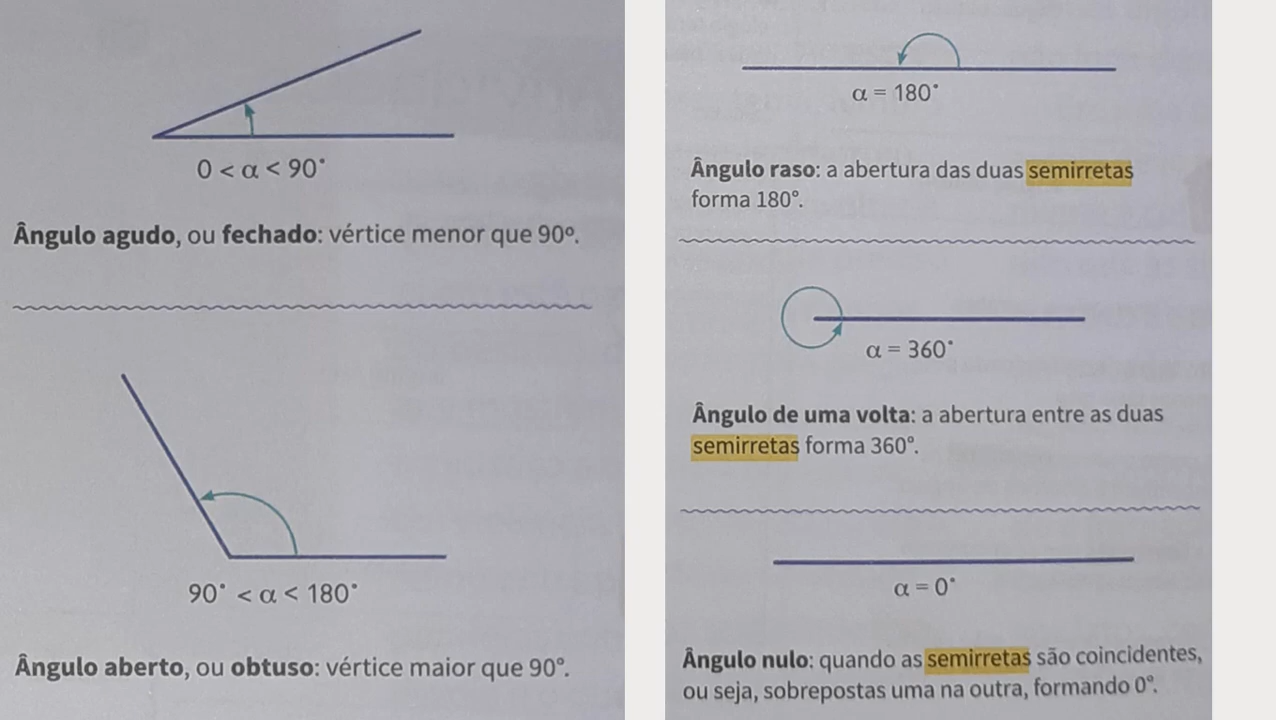 0 < α < 90°
Ângulo agudo, ou fechado: vértice menor que 90º.
90° < α < 180°
Ângulo aberto, ou obtuso: vértice maior que 90°.
α = 180°
Ângulo raso: a abertura das duas semirretas
forma 180°.
α = 360°
Ângulo de uma volta: a abertura entre as duas
semirretas forma 360°.
α = 0°
Ângulo nulo: quando as semirretas são coincidentes,
ou seja, sobrepostas uma na outra, formando 0°.